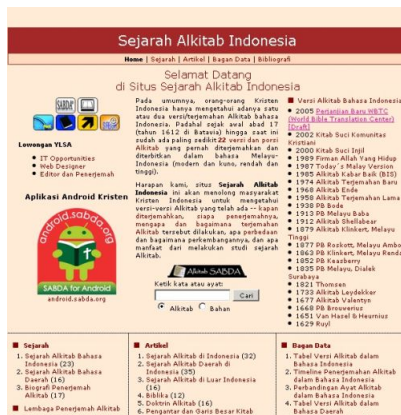 Sejarah Alkitab Indonesia
Home | Sejarah | Artikel | Bagan Data | Bibliografi
Selamat Datang
di Situs Sejarah Alkitab Indonesia
SABDA
Lowongan YLSA
IT Opportunities
Web Designer
Editor dan Penerjemah
Aplikasi Android Kristen
android.sabda.org
SABDA for Android
android.sabda.org
Pada umumnya, orang-orang Kristen
Indonesia hanya mengetahui adanya satu
atau dua versi/terjemahan Alkitab bahasa
Indonesia. Padahal sejak awal abad 17
(tahun 1612 di Batavia) hingga saat ini
sudah ada paling sedikit 22 versi dan porsi
Alkitab yang pernah diterjemahkan dan
diterbitkan dalam bahasa Melayu-
Indonesia (modern dan kuno, rendah dan
tinggi).
Harapan kami, situs Sejarah Alkitab
Indonesia ini akan menolong masyarakat
Kristen Indonesia untuk mengetahui
versi-versi Alkitab yang telah ada -- kapan
diterjemahkan, siapa penerjemahnya,
mengapa dan bagaimana terjemahan
Alkitab tersebut dilakukan, apa perbedaan
dan bagaimana perkembangannya, dan apa
manfaat dari melakukan studi sejarah
Alkitab.
Alkitab SABDA
Ketik kata atau ayat:
Cari
Alkitab Bahan
Versi Alkitab Bahasa Indonesia
2005 Perjanjian Baru WBTC
(World Bible Translation Center)
[Draft]
2002 Kitab Suci Komunitas
Kristiani
2000 Kitab Suci Injil
1989 Firman Allah Yang Hidup
1987 Today's Malay Version
1985 Alkitab Kabar Baik (BIS)
1974 Alkitab Terjemahan Baru
1968 Alkitab Ende
1958 Alkitab Terjemahan Lama
1938 PB Bode
1913 PB Melayu Baba
1912 Alkitab Shellabear
1879 Alkitab Klinkert, Melayu
Tinggi
1877 PB Roskott, Melayu Ambon
1863 PB Klinkert, Melayu Renda
1852 PB Keasberry
1835 PB Melayu, Dialek
Surabaya
1821 Thomsen
1733 Alkitab Leydekker
1677 Alkitab Valentyn
1668 PB Brouwerius
1651 Van Hasel & Heurnius
1629 Ruyl
Sejarah
1. Sejarah Alkitab Bahasa
Indonesia (23)
2. Sejarah Alkitab Bahasa
Daerah (16)
3. Biografi Penerjemah
Alkitab (17)
Lembaga Penerjemah Alkitab
Artikel
1. Sejarah Alkitab di Indonesia (32)
2. Sejarah Alkitab Daerah di
Indonesia (35)
3. Sejarah Alkitab di Luar Indonesia
(16)
4. Biblika (12)
5. Doktrin Alkitab (16)
6. Pengantar dan Garis Besar Kitab
Bagan Data
1. Tabel Versi Alkitab dalam
Bahasa Indonesia
2. Timeline Penerjemahan Alkitab
dalam Bahasa Indonesia
3. Perbandingan Ayat Alkitab
dalam Bahasa Indonesia
4. Tabel Versi Alkitab dalam
Bahasa Daerah